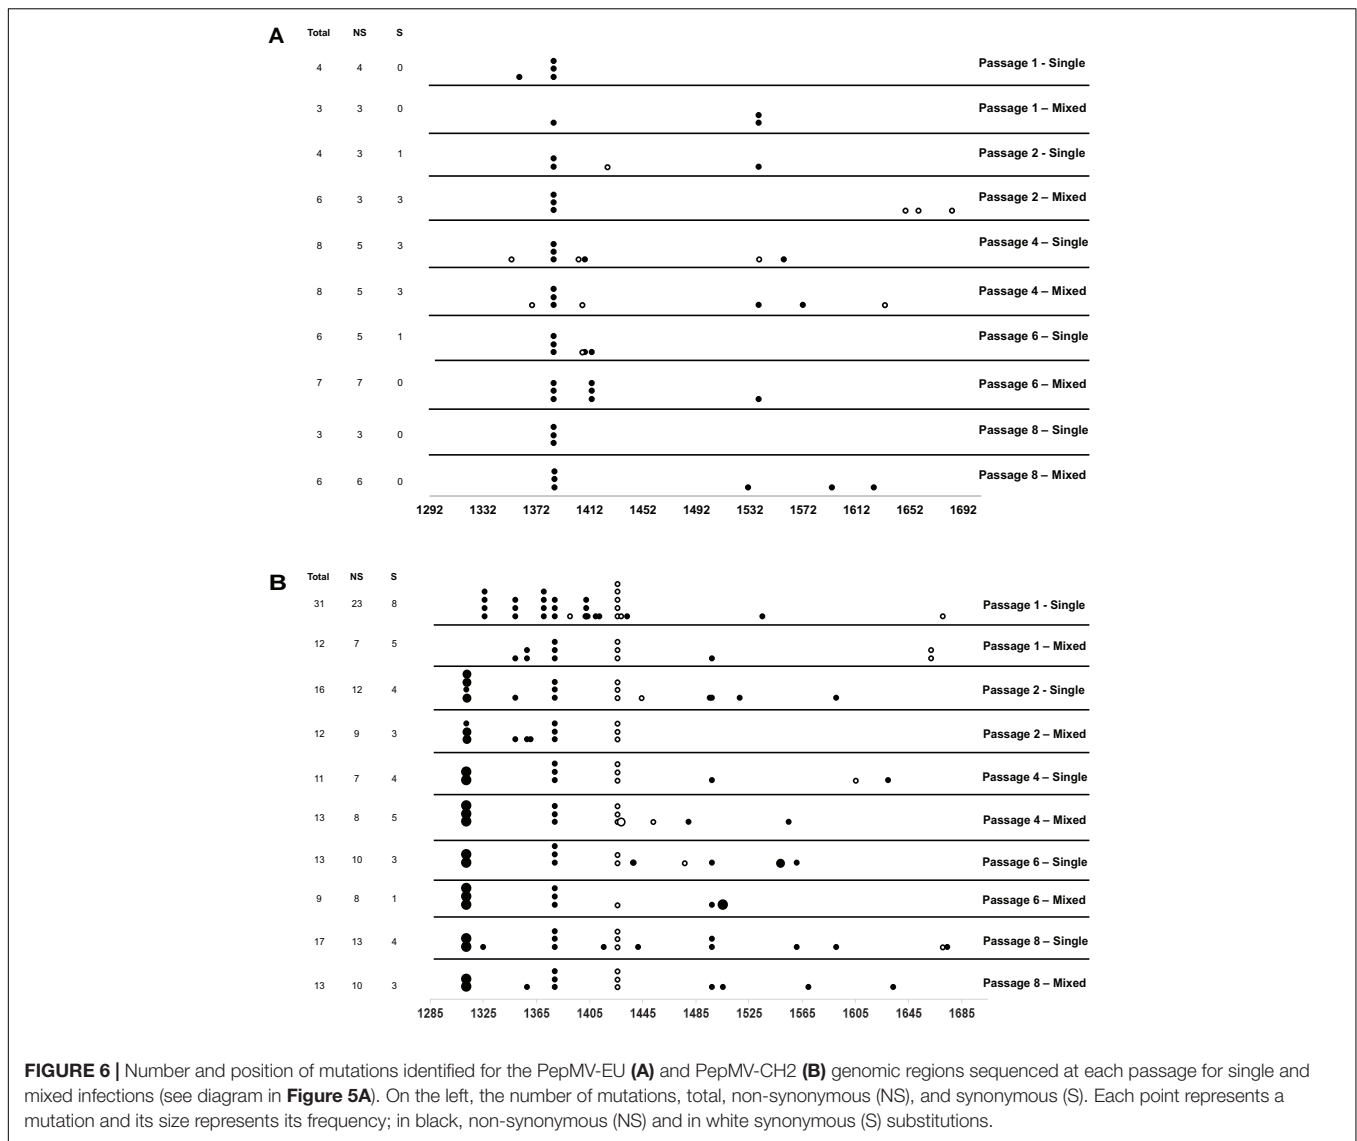 A Total NS S
4 4 0 Passage 1 - Single
3 3 0 Passage 1 – Mixed
4 3 1 Passage 2 - Single
6 3 3 Passage 2 – Mixed
8 5 3 Passage 4 – Single
8 5 3 Passage 4 – Mixed
6 5 1 Passage 6 – Single
7 7 0 Passage 6 – Mixed
3 3 0 Passage 8 – Single
6 6 0 Passage 8 – Mixed
1292 1332 1372 1412 1452 1492 1532 1572 1612 1652 1692
B Total NS S
31 23 8 Passage 1 - Single
12 7 5 Passage 1 – Mixed
16 12 4 Passage 2 - Single
12 9 3 Passage 2 – Mixed
11 7 4 Passage 4 – Single
13 8 5 Passage 4 – Mixed
13 10 3 Passage 6 – Single
9 8 1 Passage 6 – Mixed
17 13 4 Passage 8 – Single
13 10 3 Passage 8 – Mixed
1285 1325 1365 1405 1445 1485 1525 1565 1605 1645 1685
FIGURE 6 | Number and position of mutations identified for the PepMV-EU (A) and PepMV-CH2 (B) genomic regions sequenced at each passage for single and
mixed infections (see diagram in Figure 5A). On the left, the number of mutations, total, non-synonymous (NS), and synonymous (S). Each point represents a
mutation and its size represents its frequency; in black, non-synonymous (NS) and in white synonymous (S) substitutions.